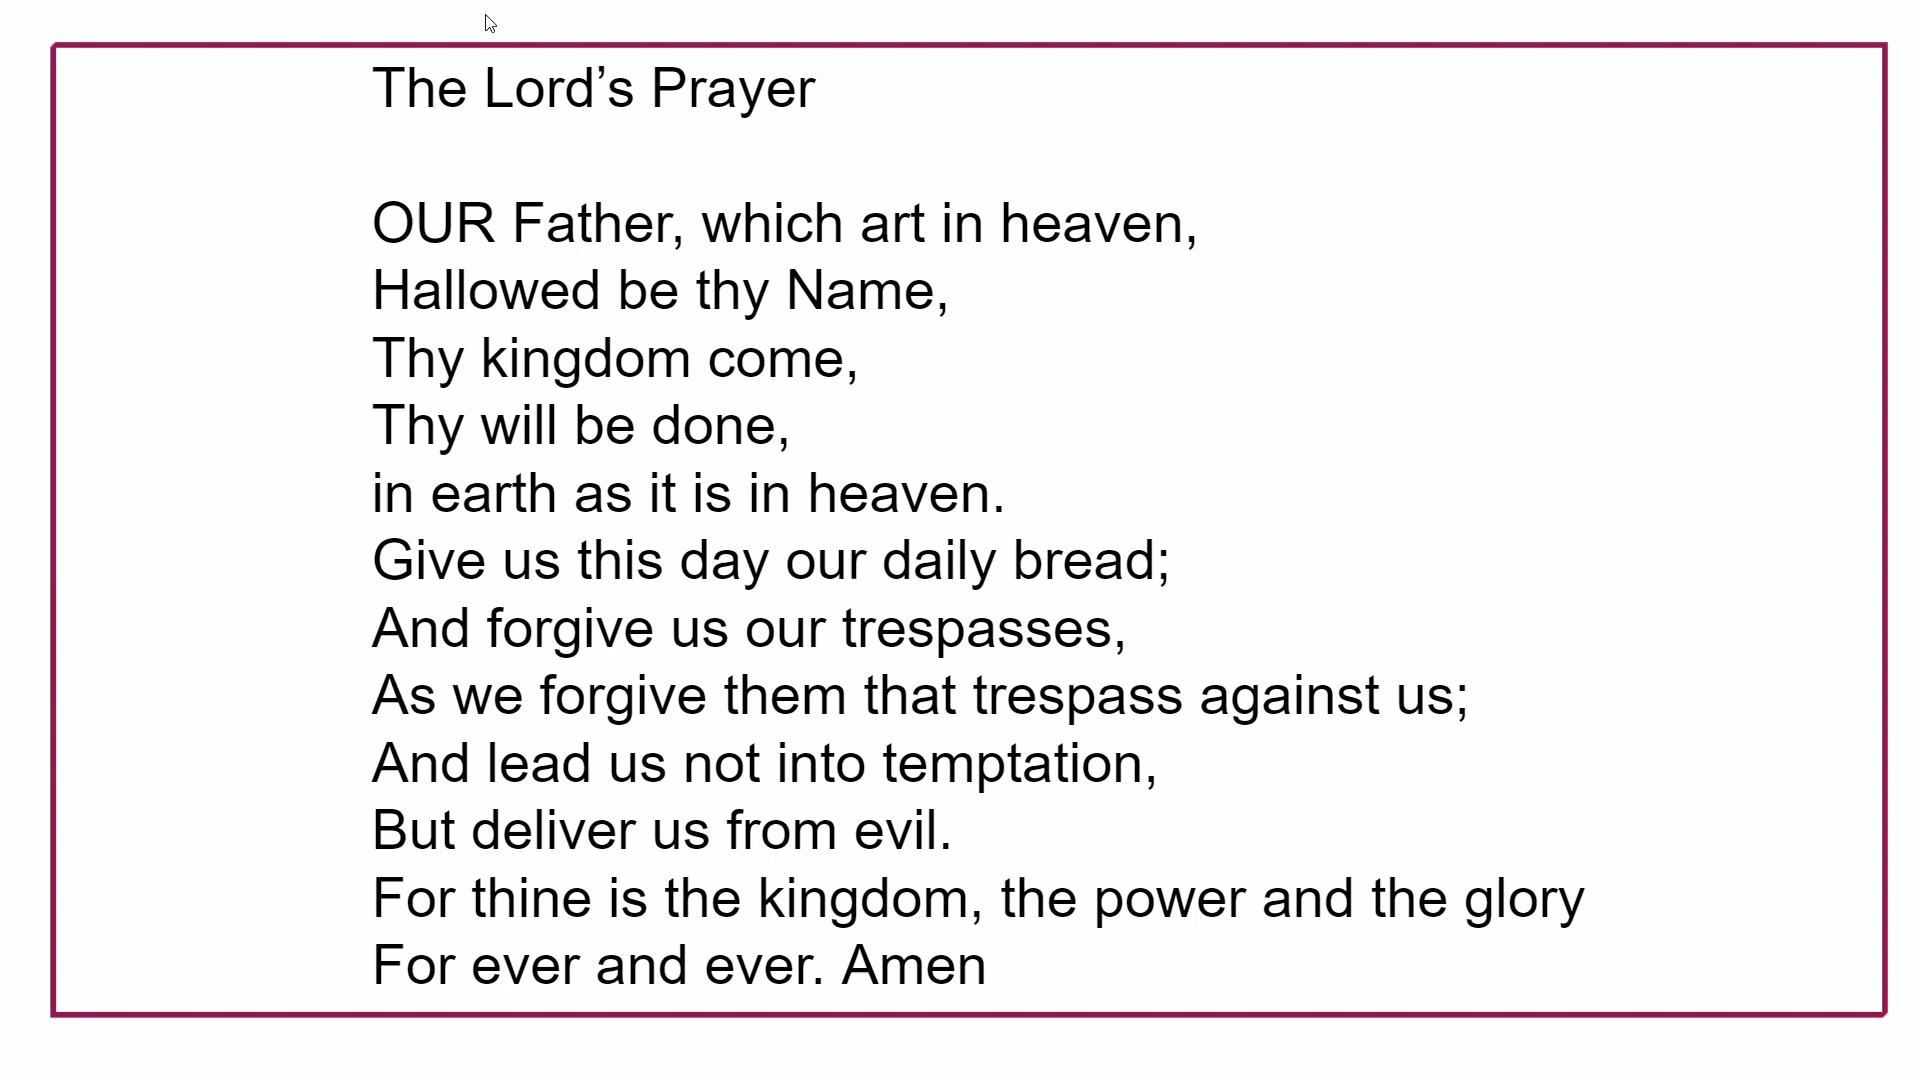 The Lord’s Prayer
OUR Father, which art in heaven,
Hallowed be thy Name,
Thy kingdom come,
Thy will be done,
in earth as it is in heaven.
Give us this day our daily bread;
And forgive us our trespasses,
As we forgive them that trespass against us;
And lead us not into temptation,
But deliver us from evil.
For thine is the kingdom, the power and the glory
For ever and ever. Amen